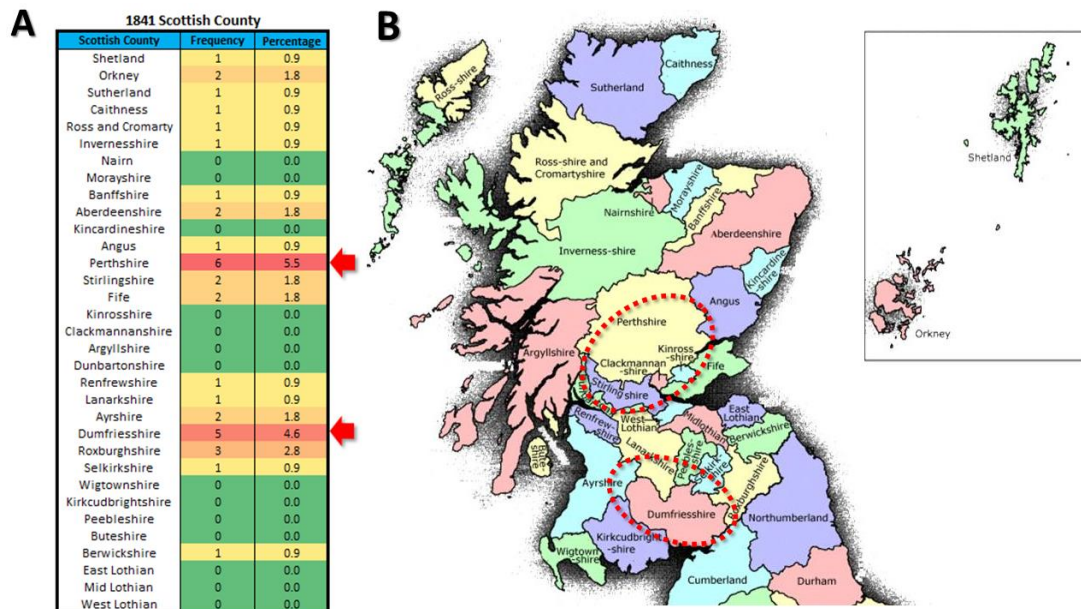 A
1841 Scottish County
Scottish County Frequency Percentage
Shetland 1 0.9
Orkney 2 1.8
Sutherland 1 0.9
Caithness 1 0.9
Ross and Cromarty 1 0.9
Invernesshire 1 0.9
Nairn 0 0.0
Morayshire 0 0.0
Banffshire 1 0.9
Aberdeenshire 2 1.8
Kincardineshire 0 0.0
Angus 1 0.9
Perthshire 6 5.5
Stirlingshire 2 1.8
Fife 2 1.8
Kinrosshire 0 0.0
Clackmannanshire 0 0.0
Argyllshire 0 0.0
Dunbartonshire 0 0.0
Renfrewshire 1 0.9
Lanarkshire 1 0.9
Ayrshire 2 1.8
Dumfriesshire 5 4.6
Roxburghshire 3 2.8
Selkirkshire 1 0.9
Wigtownshire 0 0.0
Kirkcudbrightshire 0 0.0
Peebleshire 0 0.0
Buteshire 0 0.0
Berwickshire 1 0.9
East Lothian 0 0.0
Mid Lothian 0 0.0
West Lothian 0 0.0
B
Ross-shire
Caithness
Sutherland
Ross-shire and
Cromartyshire
Nairnshire
Morayshire
Banffshire
Aberdeenshire
Inverness-shire
Kincardine
-shire
Angus
Perthshire
Argyllshire
Kinross
-shire
Clackmannan
-shire
Fife
Stirling
shire
Renfrew
-shire
West
Lothian
Midlothian
East
Lothian
Berwickshire
Lanarkshire
Selkirk
-shire
Roxburghshire
Bute
shire
Ayrshire
Dumfriesshire
Northumberland
Kirkcudbright
-shire
Wigtown
-shire
Cumberland
Durham
Shetland
Orkney